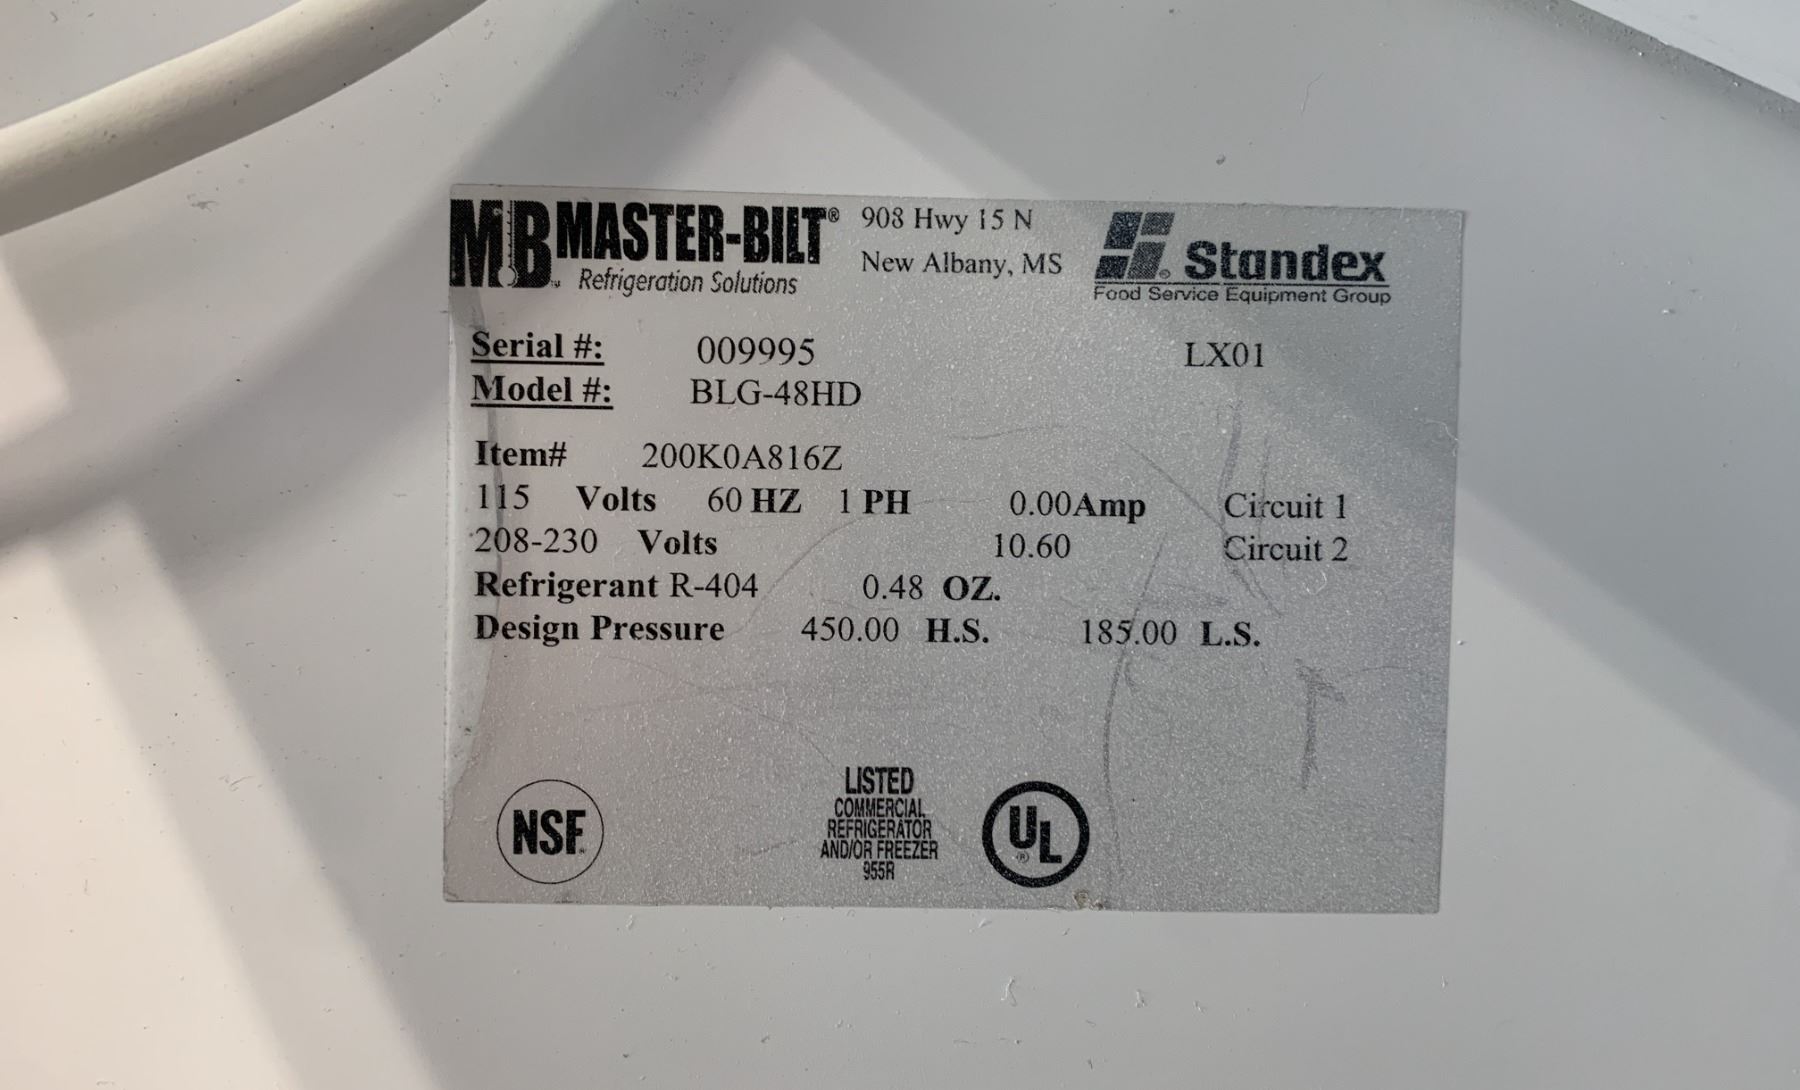 MB MASTER-BILT® 908 Hwy 15 N
Refrigeration Solutions New Albany, MS
Standex
Food Service Equipment Group
Serial #: 009995 LX01
Model #: BLG-48HD
Item# 200K0A816Z
115 Volts 60 HZ 1 PH 0.00Amp Circuit 1
208-230 Volts 10.60 Circuit 2
Refrigerant R-404 0.48 OZ.
Design Pressure 450.00 H.S. 185.00 L.S.
NSF
LISTED
COMMERCIAL
REFRIGERATOR
AND/OR FREEZER
955R
UL